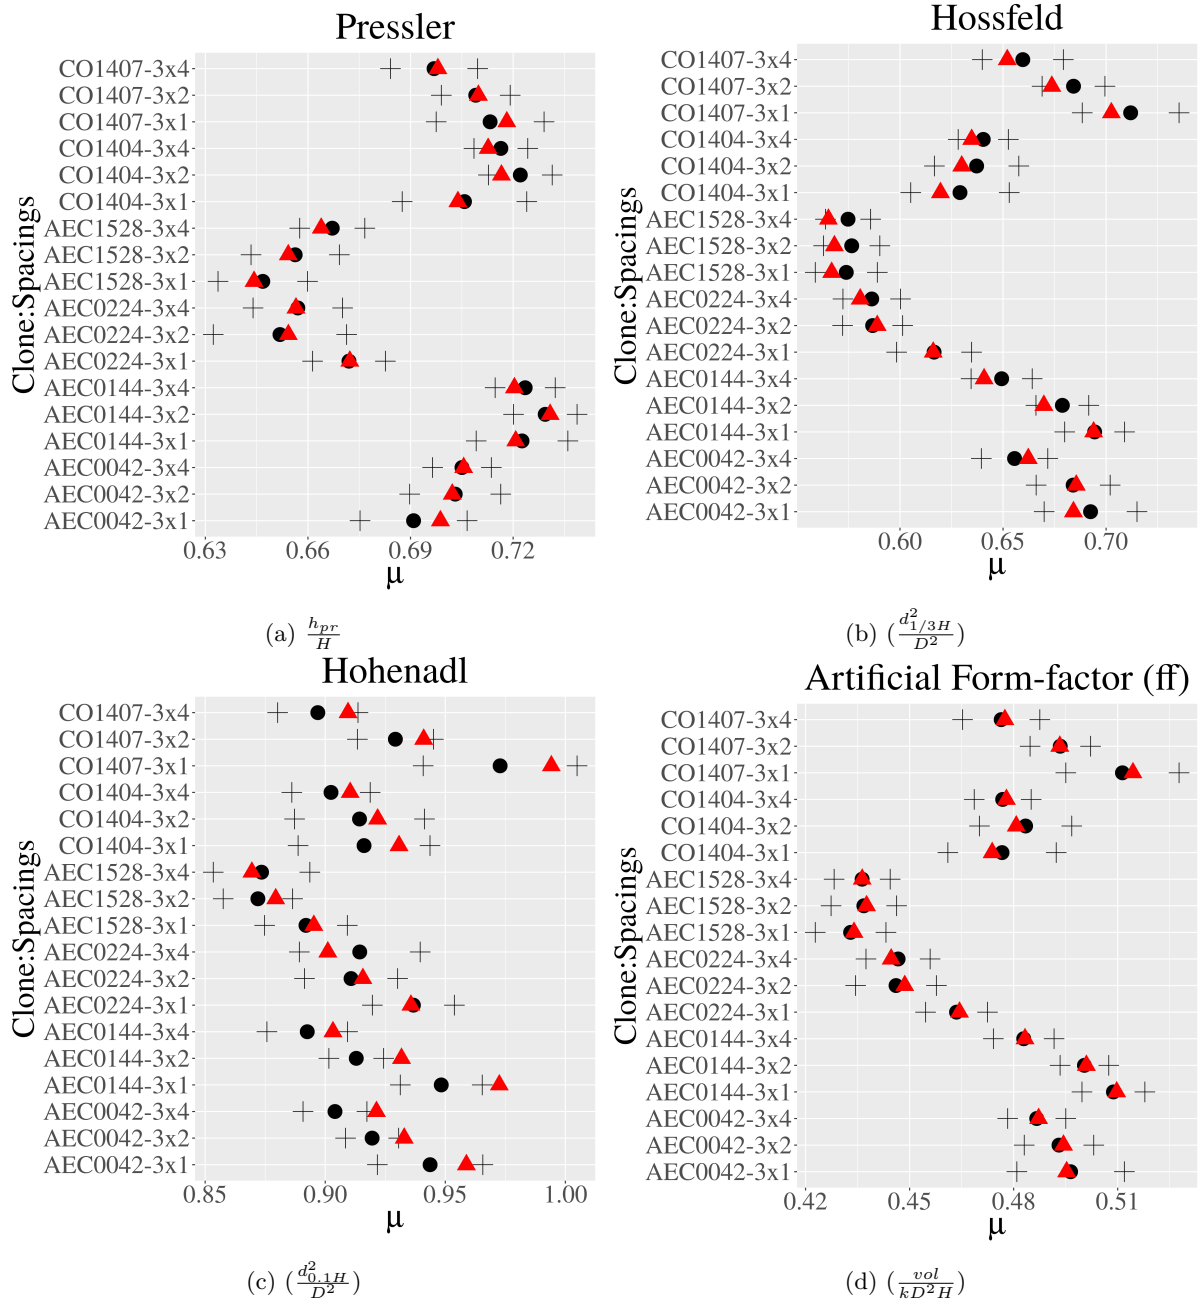 Pressler
Clone:Spacings
CO1407-3x4
CO1407-3x2
CO1407-3x1
CO1404-3x4
CO1404-3x2
CO1404-3x1
AEC1528-3x4
AEC1528-3x2
AEC1528-3x1
AEC0224-3x4
AEC0224-3x2
AEC0224-3x1
AEC0144-3x4
AEC0144-3x2
AEC0144-3x1
AEC0042-3x4
AEC0042-3x2
AEC0042-3x1
0.63 0.66 0.69 0.72
μ
(a) h_{pr}/H
Hossfeld
Clone:Spacings
CO1407-3x4
CO1407-3x2
CO1407-3x1
CO1404-3x4
CO1404-3x2
CO1404-3x1
AEC1528-3x4
AEC1528-3x2
AEC1528-3x1
AEC0224-3x4
AEC0224-3x2
AEC0224-3x1
AEC0144-3x4
AEC0144-3x2
AEC0144-3x1
AEC0042-3x4
AEC0042-3x2
AEC0042-3x1
0.60 0.65 0.70
μ
(b) (d^2_{1/3H}/D^2)
Hohenadl
Clone:Spacings
CO1407-3x4
CO1407-3x2
CO1407-3x1
CO1404-3x4
CO1404-3x2
CO1404-3x1
AEC1528-3x4
AEC1528-3x2
AEC1528-3x1
AEC0224-3x4
AEC0224-3x2
AEC0224-3x1
AEC0144-3x4
AEC0144-3x2
AEC0144-3x1
AEC0042-3x4
AEC0042-3x2
AEC0042-3x1
0.85 0.90 0.95 1.00
μ
(c) (d^2_{0.1H}/D^2)
Artificial Form-factor (ff)
Clone:Spacings
CO1407-3x4
CO1407-3x2
CO1407-3x1
CO1404-3x4
CO1404-3x2
CO1404-3x1
AEC1528-3x4
AEC1528-3x2
AEC1528-3x1
AEC0224-3x4
AEC0224-3x2
AEC0224-3x1
AEC0144-3x4
AEC0144-3x2
AEC0144-3x1
AEC0042-3x4
AEC0042-3x2
AEC0042-3x1
0.42 0.45 0.48 0.51
μ
(d) (vol/kD^2H)